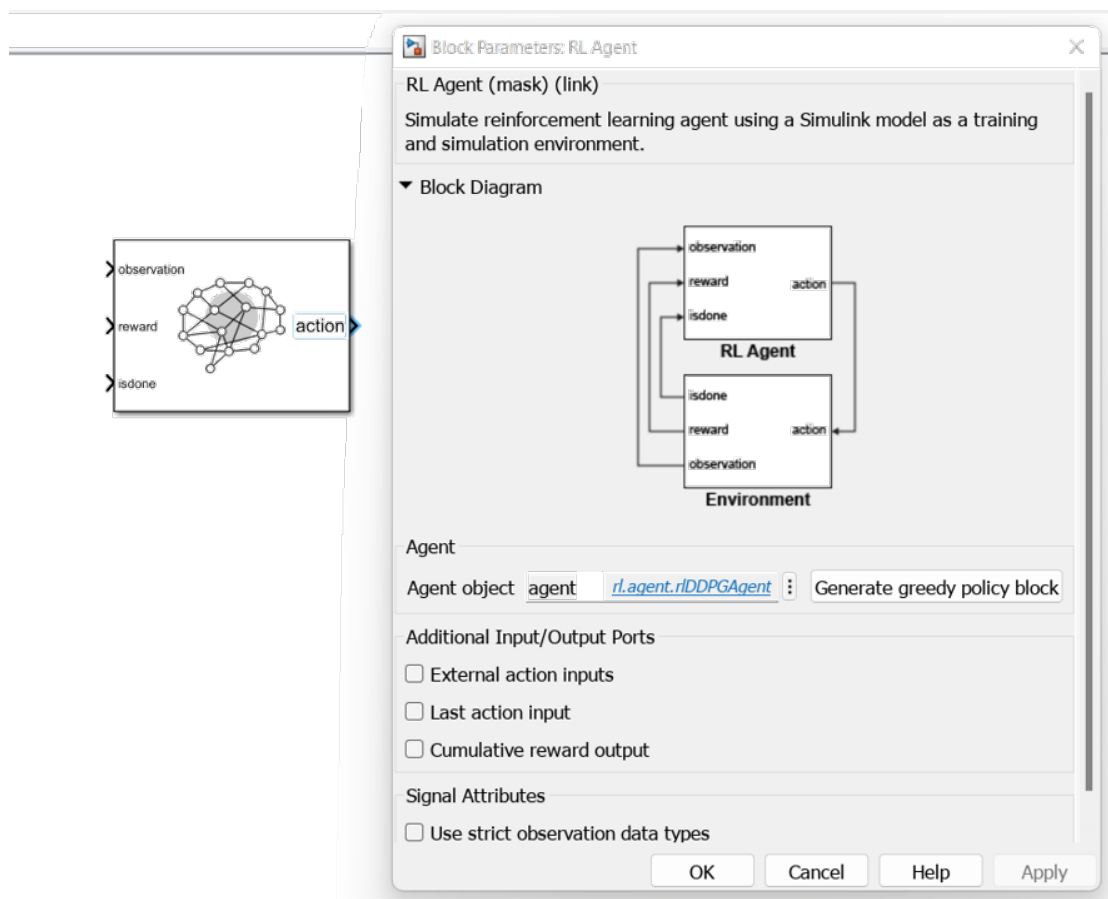 observation
reward
action
isdone
Block Parameters: RL Agent
RL Agent (mask) (link)
Simulate reinforcement learning agent using a Simulink model as a training
and simulation environment.
Block Diagram
observation
reward
action
isdone
RL Agent
isdone
reward
action
observation
Environment
Agent
Agent object agent rl.agent.rlDDPGAgent Generate greedy policy block
Additional Input/Output Ports
External action inputs
Last action input
Cumulative reward output
Signal Attributes
Use strict observation data types
OK Cancel Help Apply